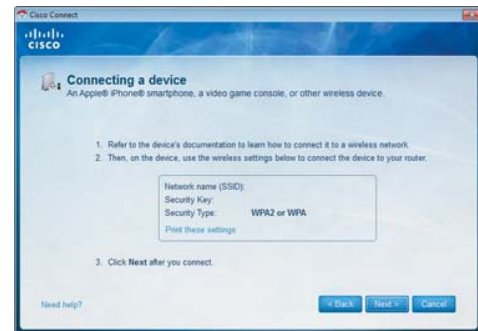 Cisco Connect
CISCO
Connecting a device
An Apple® iPhone® smartphone, a video game console, or other wireless device.
1. Refer to the device's documentation to learn how to connect it to a wireless network.
2. Then, on the device, use the wireless settings below to connect the device to your router.
Network name (SSID):
Security Key:
Security Type: WPA2 or WPA
Print these settings
3. Click Next after you connect.
Need help?
< Back Next > Cancel